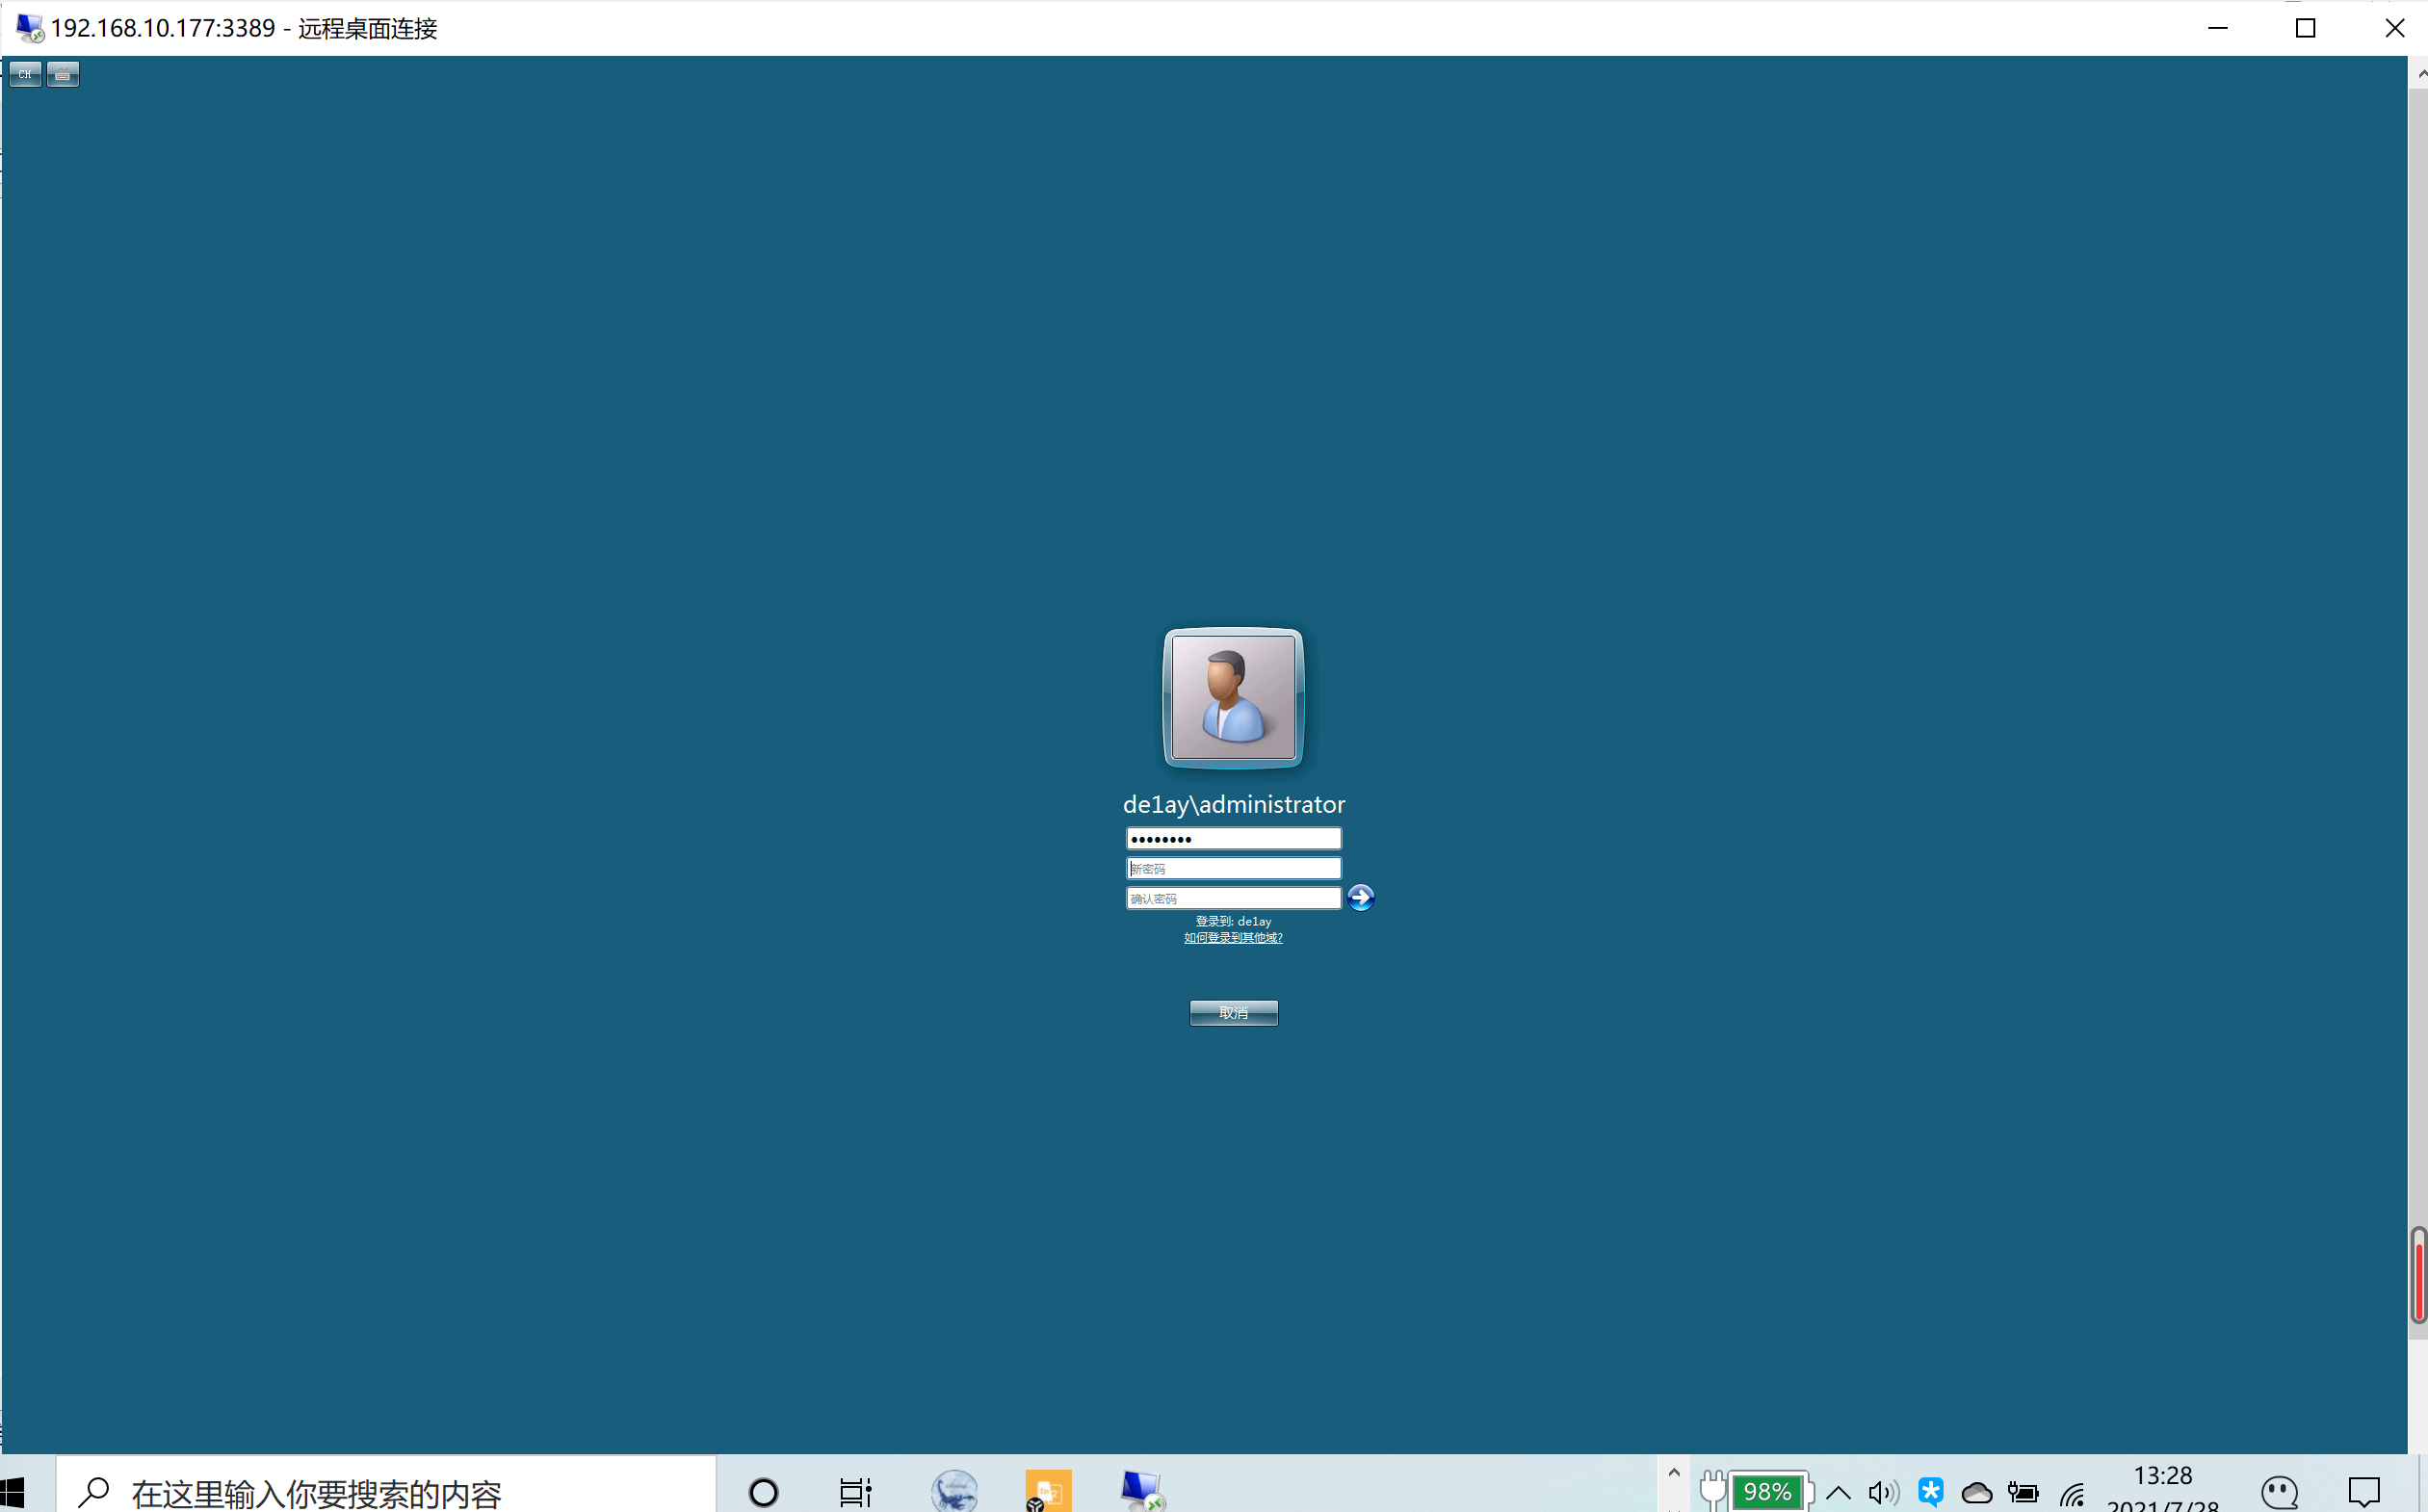 192.168.10.177:3389 - 远程桌面连接
CH
de1ay\administrator
新密码
确认密码
登录到: de1ay
如何登录到其他域?
取消
在这里输入你要搜索的内容
98%
13:28
2021/7/28